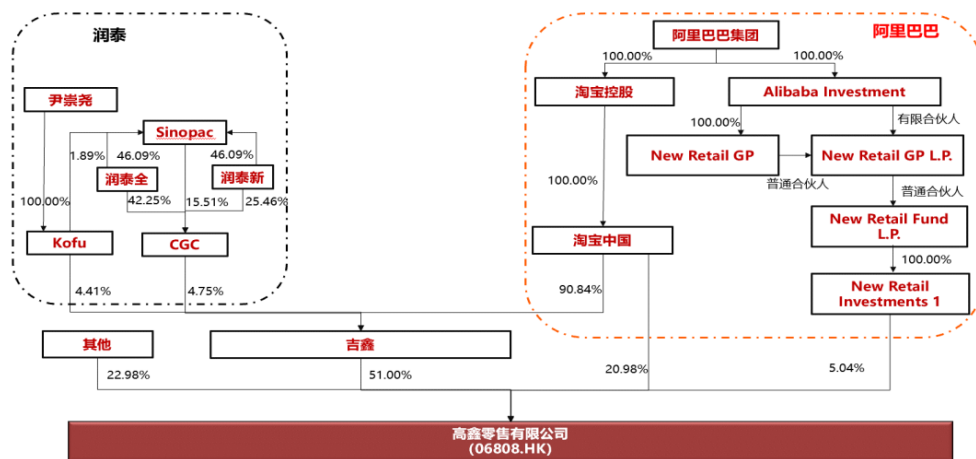 润泰
阿里巴巴集团
阿里巴巴
100.00%
100.00%
尹崇尧
淘宝控股
Alibaba Investment
Sinopac
100.00%
有限合伙人
1.89%
46.09%
46.09%
New Retail GP
New Retail GP L.P.
润泰全
润泰新
普通合伙人
100.00%
42.25%
15.51%
25.46%
100.00%
普通合伙人
Kofu
CGC
淘宝中国
New Retail Fund
L.P.
100.00%
4.41%
4.75%
90.84%
New Retail
Investments 1
其他
吉鑫
22.98%
51.00%
20.98%
5.04%
高鑫零售有限公司
(06808.HK)